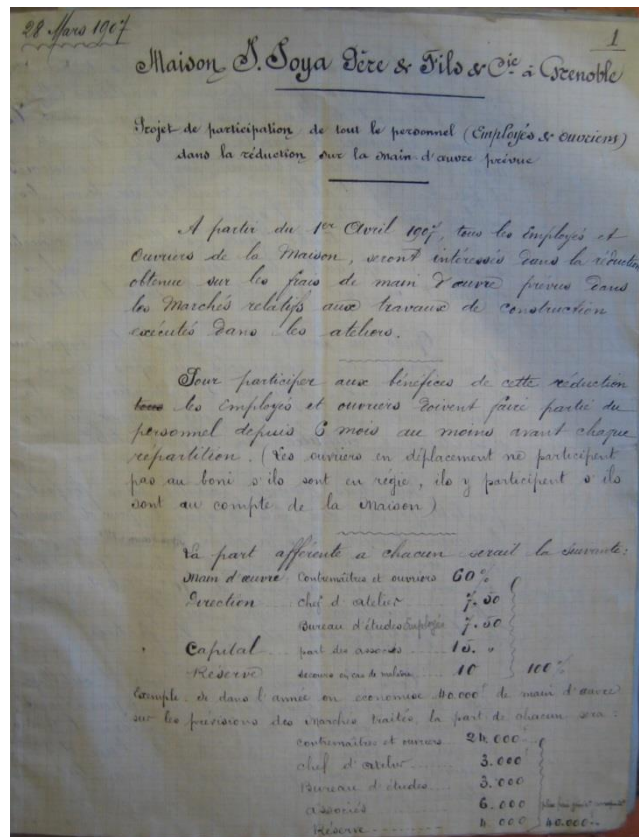 28 Mars 1907
1
Maison J. Joya Père & Fils & Cie à Grenoble
Projet de participation de tout le personnel (Employés & ouvriers)
dans la réduction sur la main d'œuvre prévue
A partir du 1er Avril 1907, tous les Employés et
Ouvriers de la Maison, seront intéressés dans la réduction
obtenue sur les frais de main d'œuvre prévus dans
les Marchés relatifs aux travaux de construction
exécutés dans les ateliers.
Pour participer aux bénéfices de cette réduction
tous les Employés et ouvriers doivent faire partie du
personnel depuis 6 mois au moins avant chaque
répartition. (Les ouvriers en déplacement ne participent
pas au boni s'ils sont en régie, ils y participent s'ils
sont au compte de la Maison)
La part afférente a chacun serait la suivante:
Main d'œuvre Contremaîtres et ouvriers 60%
Direction chef d'atelier 7.50
Bureau d'études employés 7.50
Capital part des associés 15. "
Réserve secours en cas de maladie 10 100%
Exemple. Si dans l'année on économise 40.000f de main d'œuvre
sur les prévisions des marchés traités, la part de chacun sera:
contremaîtres et ouvriers 24.000
chef d'atelier 3.000
Bureau d'études 3.000
associés 6.000
Réserve 4.000 40.000